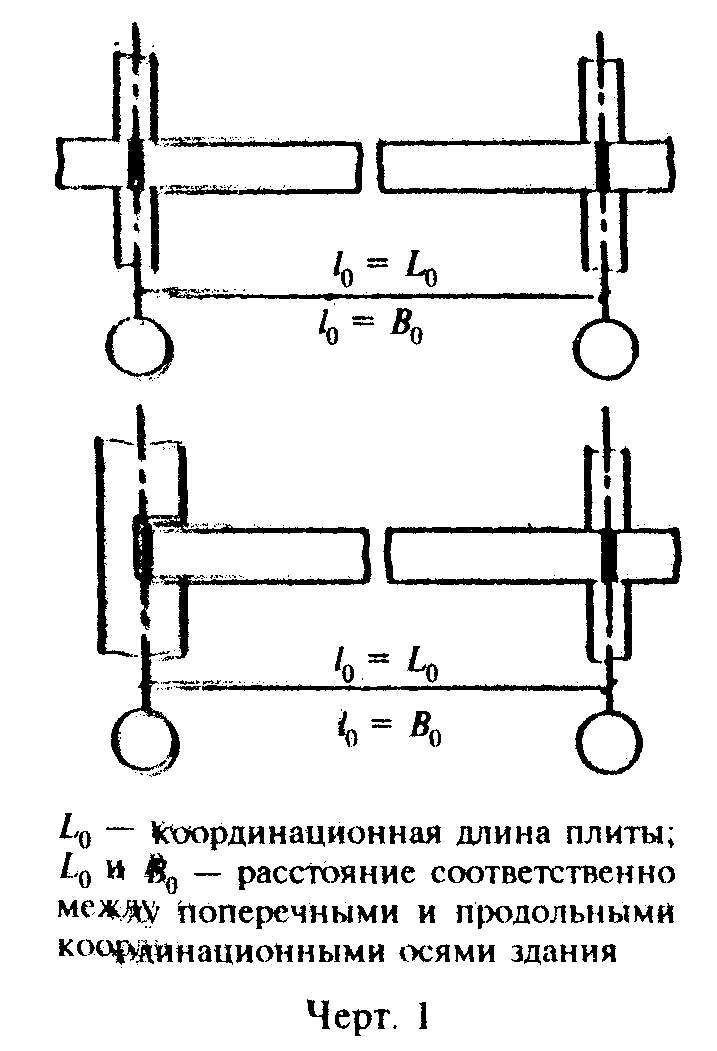 l₀ = L₀
l₀ = B₀
l₀ = L₀
l₀ = B₀
L₀ — координационная длина плиты;
L₀ и B₀ — расстояние соответственно
между поперечными и продольными
координационными осями здания
Черт. 1